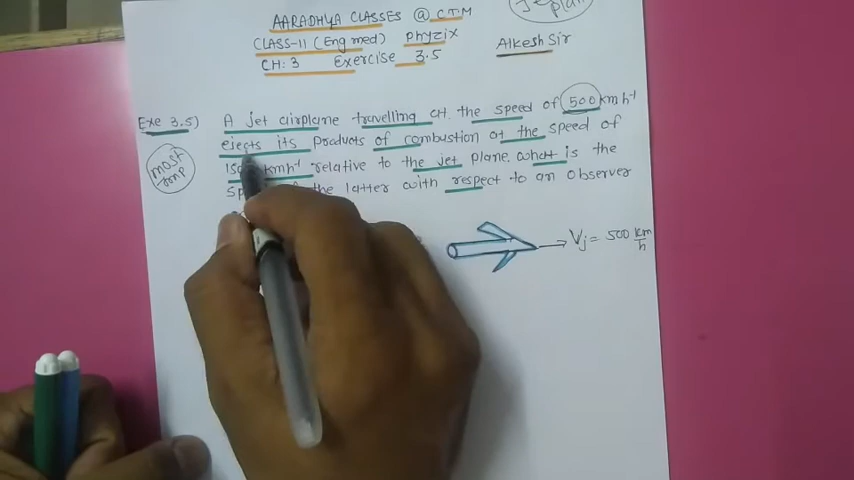 plan
AARADHYA CLASSES @ CTM
CLASS-11 (Eng med) Phyzix
CH: 3 Exercise 3.5
Alkesh Sir
Exe 3.5) A jet airplane travelling at the speed of 500 kmh⁻¹
ejects its Products of combustion at the speed of
kmh⁻¹ relative to the jet plane. what is the
the latter with respect to an observer
most
Imp
Vj = 500 km/h